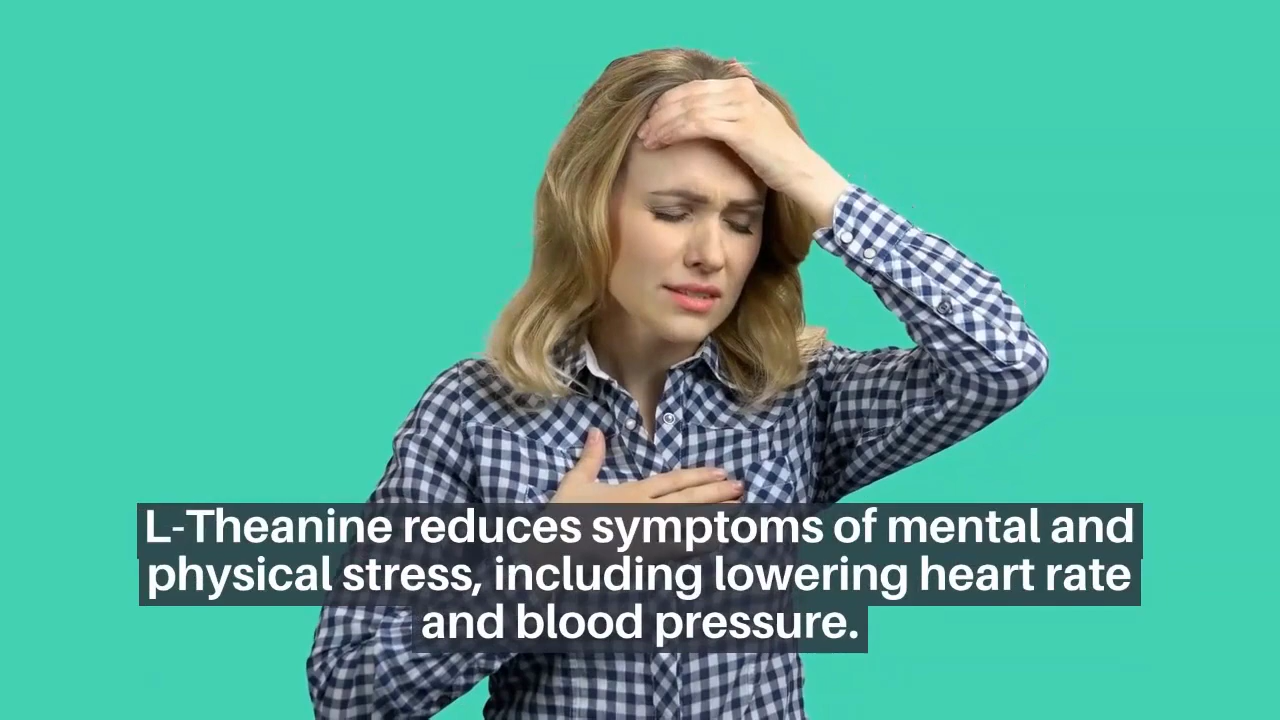 L-Theanine reduces symptoms of mental and
physical stress, including lowering heart rate
and blood pressure.